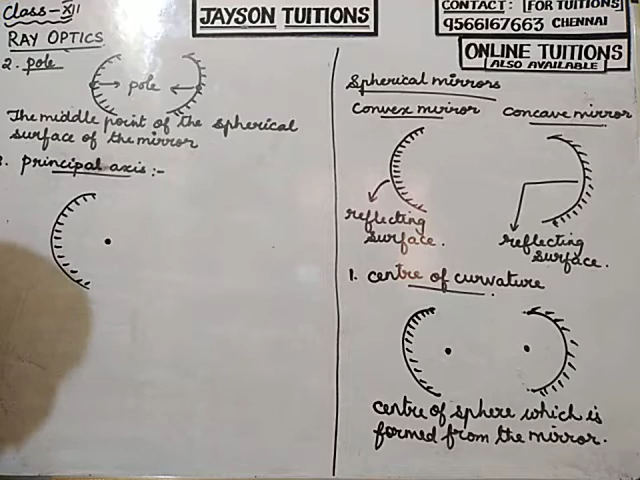 Class-XII
JAYSON TUITIONS
CONTACT: FOR TUITIONS
9566167663 CHENNAI
ONLINE TUITIONS
ALSO AVAILABLE
RAY OPTICS
2. pole
pole
The middle point of the spherical
surface of the mirror
3. principal axis:-
Spherical mirrors
Convex mirror
Concave mirror
reflecting
surface.
reflecting
surface.
1. centre of curvature
centre of sphere which is
formed from the mirror.